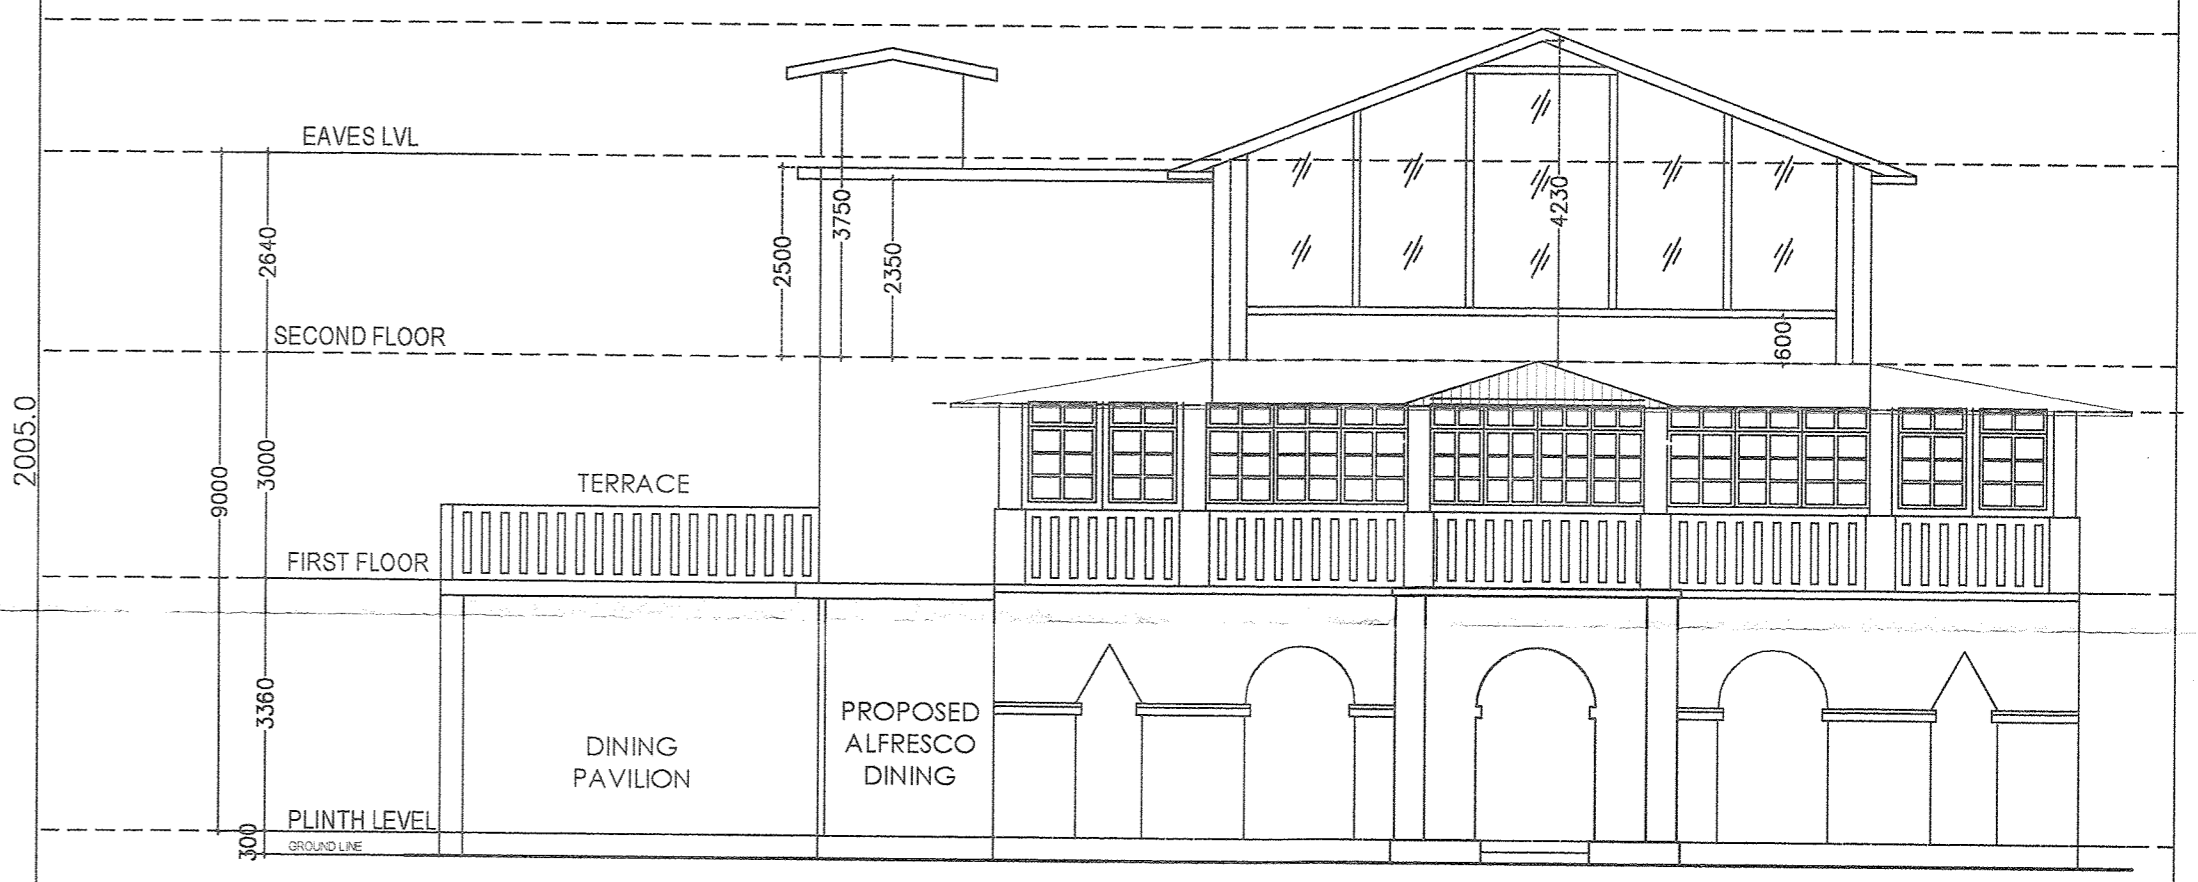 EAVES LVL
2640
3750
2500
2350
4230
SECOND FLOOR
600
2005.0
9000
3000
TERRACE
FIRST FLOOR
3360
PROPOSED
ALFRESCO
DINING
DINING
PAVILION
PLINTH LEVEL
300
GROUND LINE